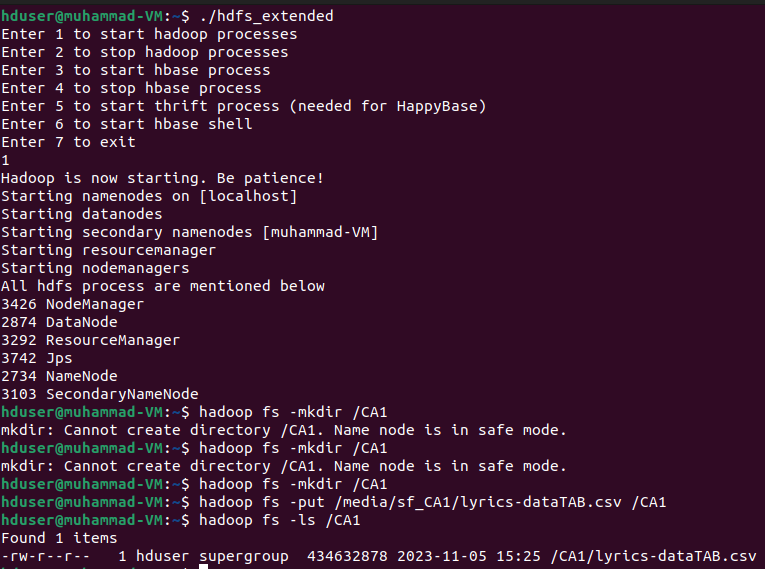 hduser@muhammad-VM:~$ ./hdfs_extended
Enter 1 to start hadoop processes
Enter 2 to stop hadoop processes
Enter 3 to start hbase process
Enter 4 to stop hbase process
Enter 5 to start thrift process (needed for HappyBase)
Enter 6 to start hbase shell
Enter 7 to exit
1
Hadoop is now starting. Be patience!
Starting namenodes on [localhost]
Starting datanodes
Starting secondary namenodes [muhammad-VM]
Starting resourcemanager
Starting nodemanagers
All hdfs process are mentioned below
3426 NodeManager
2874 DataNode
3292 ResourceManager
3742 Jps
2734 NameNode
3103 SecondaryNameNode
hduser@muhammad-VM:~$ hadoop fs -mkdir /CA1
mkdir: Cannot create directory /CA1. Name node is in safe mode.
hduser@muhammad-VM:~$ hadoop fs -mkdir /CA1
mkdir: Cannot create directory /CA1. Name node is in safe mode.
hduser@muhammad-VM:~$ hadoop fs -mkdir /CA1
hduser@muhammad-VM:~$ hadoop fs -put /media/sf_CA1/lyrics-dataTAB.csv /CA1
hduser@muhammad-VM:~$ hadoop fs -ls /CA1
Found 1 items
-rw-r--r--   1 hduser supergroup  434632878 2023-11-05 15:25 /CA1/lyrics-dataTAB.csv